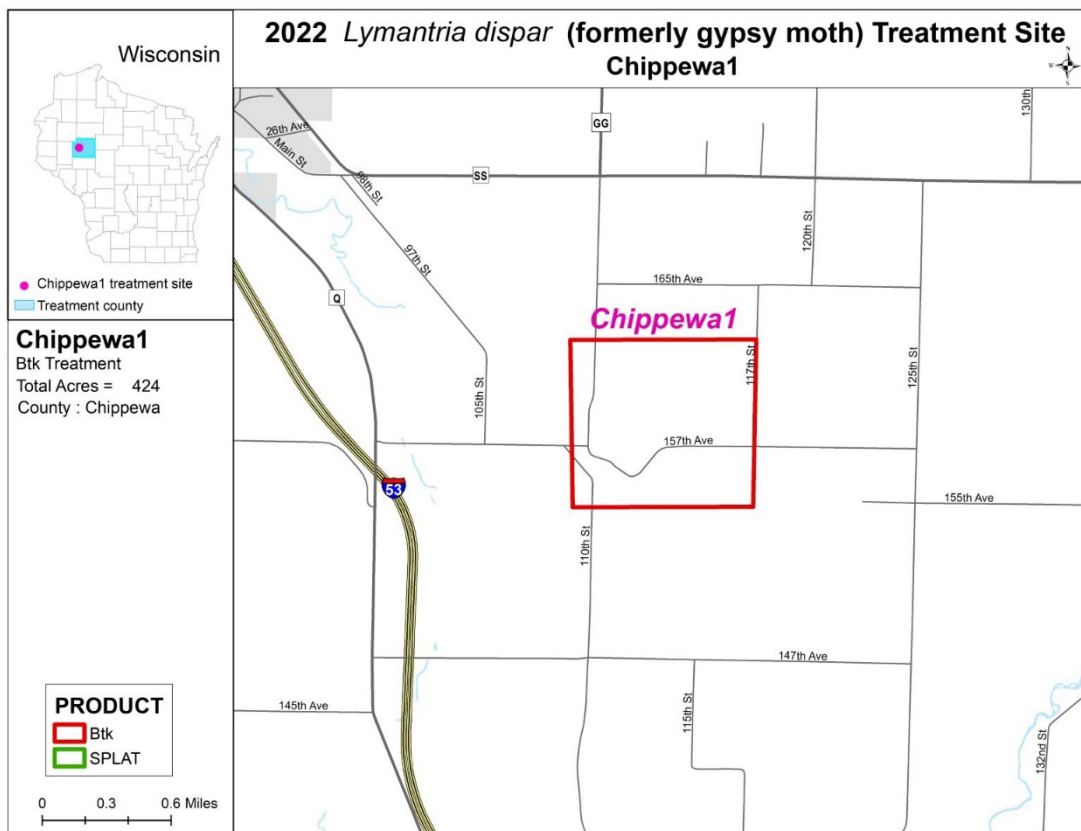 2022 Lymantria dispar (formerly gypsy moth) Treatment Site
Chippewa1
N
W
S
Wisconsin
Chippewa1 treatment site
Treatment county
Chippewa1
Btk Treatment
Total Acres = 424
County : Chippewa
PRODUCT
Btk
SPLAT
0 0.3 0.6 Miles
26th Ave
Main St
98th St
97th St
SS
GG
130th
120th St
165th Ave
Q
Chippewa1
117th St
125th St
105th St
157th Ave
53
155th Ave
110th St
147th Ave
145th Ave
115th St
132nd St